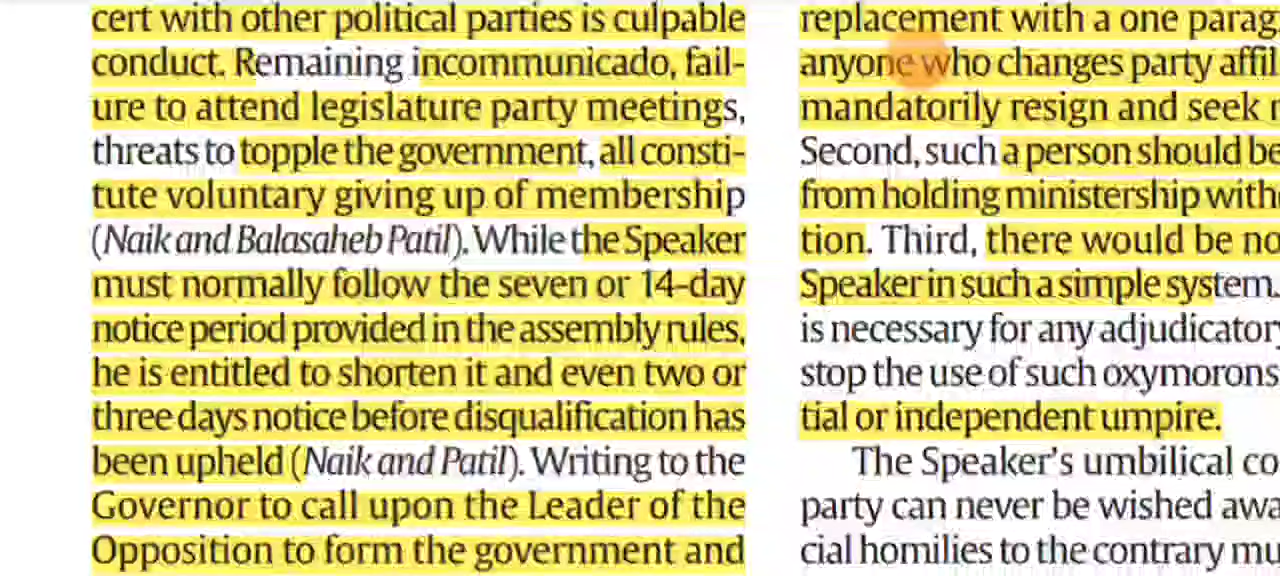 cert with other political parties is culpable
conduct. Remaining incommunicado, fail-
ure to attend legislature party meetings,
threats to topple the government, all consti-
tute voluntary giving up of membership
(Naik and Balasaheb Patil). While the Speaker
must normally follow the seven or 14-day
notice period provided in the assembly rules,
he is entitled to shorten it and even two or
three days notice before disqualification has
been upheld (Naik and Patil). Writing to the
Governor to call upon the Leader of the
Opposition to form the government and
replacement with a one parag
anyone who changes party affil
mandatorily resign and seek
Second, such a person should be
from holding ministership with
tion. Third, there would be no
Speaker in such a simple system.
is necessary for any adjudicator
stop the use of such oxymorons
tial or independent umpire.
The Speaker's umbilical co
party can never be wished awa
cial homilies to the contrary mu